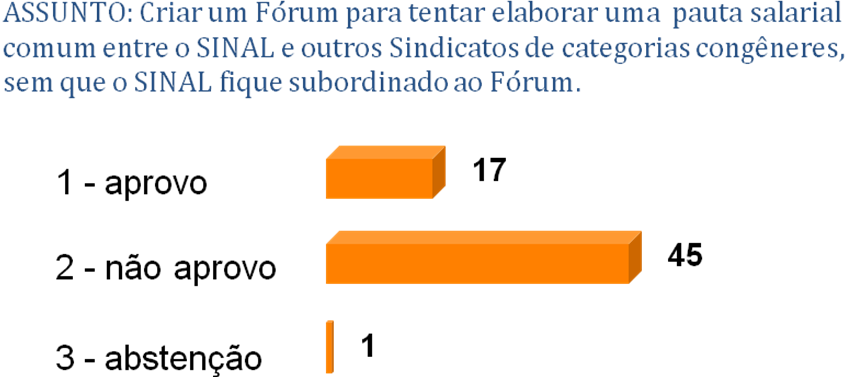 ASSUNTO: Criar um Fórum para tentar elaborar uma pauta salarial
comum entre o SINAL e outros Sindicatos de categorias congêneres,
sem que o SINAL fique subordinado ao Fórum.
1 - aprovo 17
2 - não aprovo 45
3 - abstenção 1